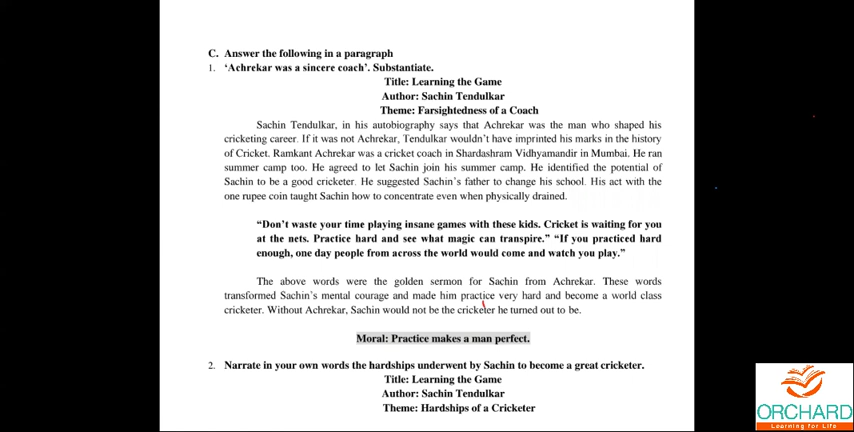 C. Answer the following in a paragraph
1. ‘Achrekar was a sincere coach’. Substantiate.
Title: Learning the Game
Author: Sachin Tendulkar
Theme: Farsightedness of a Coach
Sachin Tendulkar, in his autobiography says that Achrekar was the man who shaped his
cricketing career. If it was not Achrekar, Tendulkar wouldn’t have imprinted his marks in the history
of Cricket. Ramkant Achrekar was a cricket coach in Shardashram Vidhyamandir in Mumbai. He ran
summer camp too. He agreed to let Sachin join his summer camp. He identified the potential of
Sachin to be a good cricketer. He suggested Sachin’s father to change his school. His act with the
one rupee coin taught Sachin how to concentrate even when physically drained.
“Don’t waste your time playing insane games with these kids. Cricket is waiting for you
at the nets. Practice hard and see what magic can transpire.” “If you practiced hard
enough, one day people from across the world would come and watch you play.”
The above words were the golden sermon for Sachin from Achrekar. These words
transformed Sachin’s mental courage and made him practice very hard and become a world class
cricketer. Without Achrekar, Sachin would not be the cricketer he turned out to be.
Moral: Practice makes a man perfect.
2. Narrate in your own words the hardships underwent by Sachin to become a great cricketer.
Title: Learning the Game
Author: Sachin Tendulkar
Theme: Hardships of a Cricketer
ORCHARD
Learning for Life